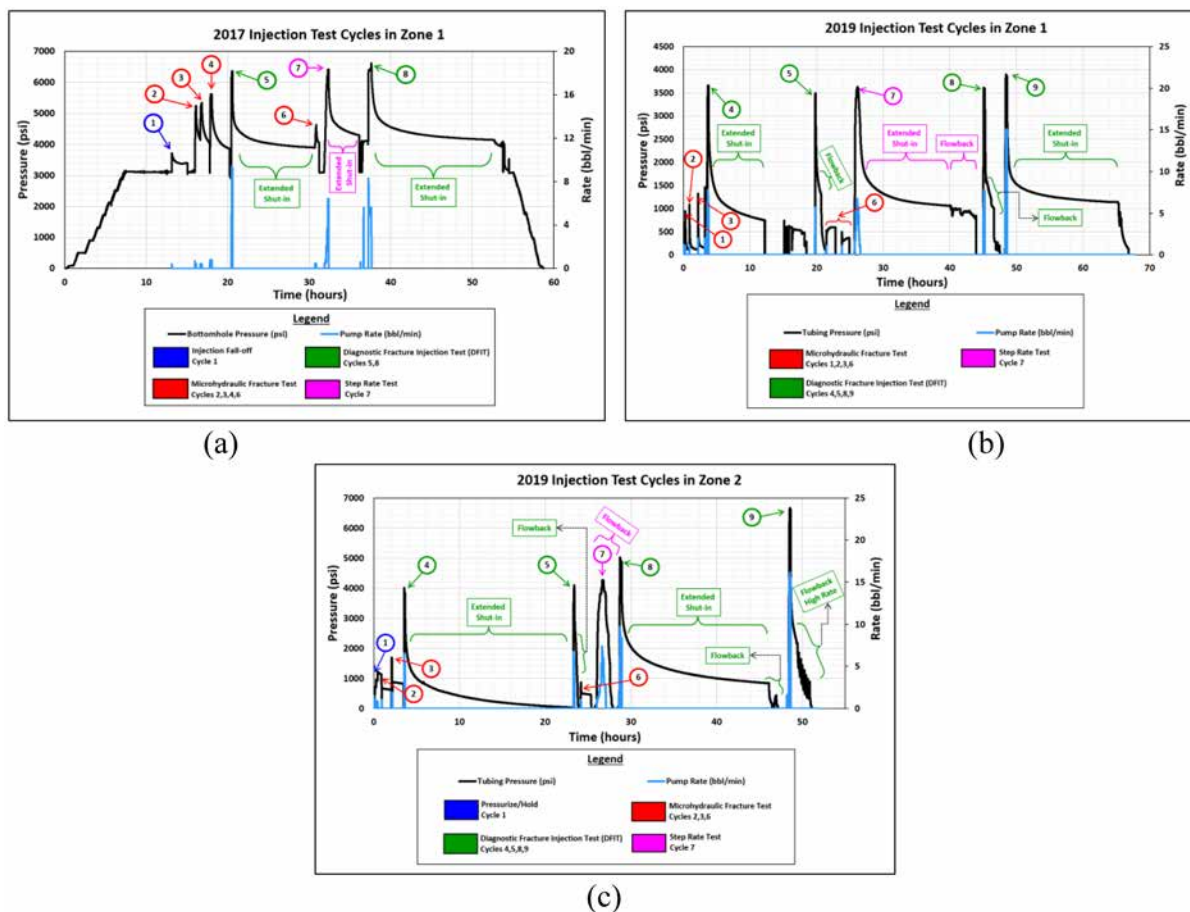 2017 Injection Test Cycles in Zone 1
Pressure (psi)
7000
6000
5000
4000
3000
2000
1000
0
Rate (bbl/min)
20
16
12
8
4
0
1
2
3
4
5
6
7
8
Extended Shut-in
Extended
Shut-in
Extended
Shut-in
0 10 20 30 40 50 60
Time (hours)
Legend
Bottomhole Pressure (psi) Pump Rate (bbl/min)
Injection Fall-off
Cycle 1
Diagnostic Fracture Injection Test (DFIT)
Cycles 5,8
Microhydraulic Fracture Test
Cycles 2,3,4,6
Step Rate Test
Cycle 7
(a)
2019 Injection Test Cycles in Zone 1
Pressure (psi)
4500
4000
3500
3000
2500
2000
1500
1000
500
0
Rate (bbl/min)
25
20
15
10
5
0
1
2
3
4
5
6
7
8
9
Extended
Shut-in
Flowback
Extended
Shut-in
Flowback
Flowback
Extended
Shut-in
0 10 20 30 40 50 60 70
Time (hours)
Legend
Tubing Pressure (psi) Pump Rate (bbl/min)
Microhydraulic Fracture Test
Cycles 1,2,3,6
Step Rate Test
Cycle 7
Diagnostic Fracture Injection Test (DFIT)
Cycles 4,5,8,9
(b)
2019 Injection Test Cycles in Zone 2
Pressure (psi)
7000
6000
5000
4000
3000
2000
1000
0
Rate (bbl/min)
25
20
15
10
5
0
1
2
3
4
5
6
7
8
9
Extended
Shut-in
Flowback
Flowback
Extended
Shut-in
Flowback
Flowback
High Rate
0 10 20 30 40 50
Time (hours)
Legend
Tubing Pressure (psi) Pump Rate (bbl/min)
Pressurize/Hold
Cycle 1
Microhydraulic Fracture Test
Cycles 2,3,6
Diagnostic Fracture Injection Test (DFIT)
Cycles 4,5,8,9
Step Rate Test
Cycle 7
(c)